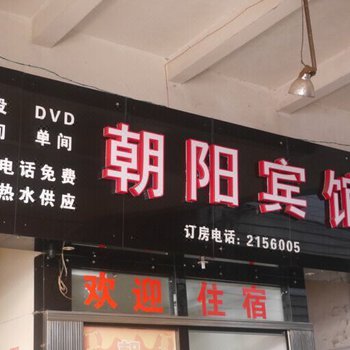 DVD
单间
电话免费
热水供应
朝阳宾馆
订房电话：2156005
欢迎 住宿